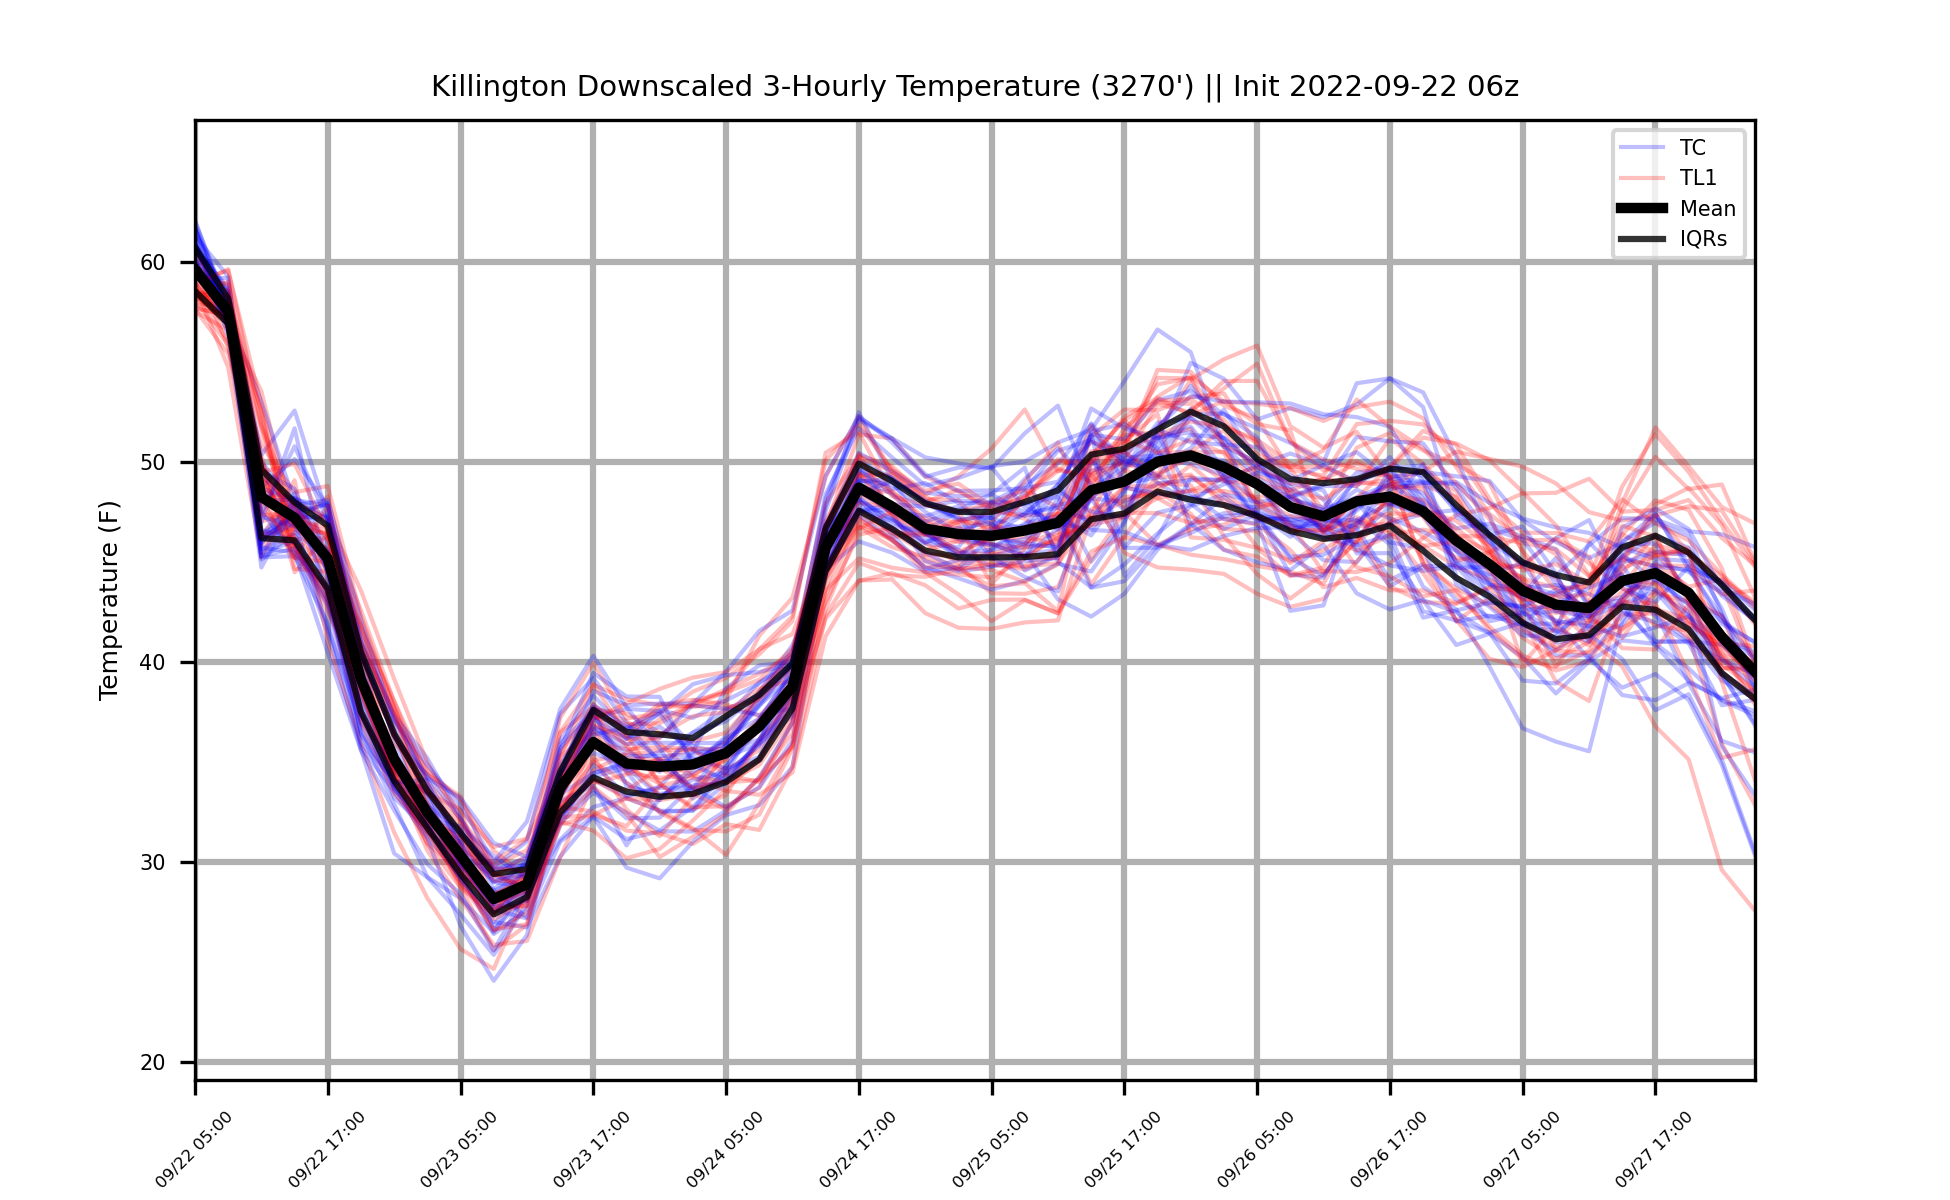 Killington Downscaled 3-Hourly Temperature (3270') || Init 2022-09-22 06z
TC
TL1
Mean
IQRs
Temperature (F)
60
50
40
30
20
09/22 05:00
09/22 17:00
09/23 05:00
09/23 17:00
09/24 05:00
09/24 17:00
09/25 05:00
09/25 17:00
09/26 05:00
09/26 17:00
09/27 05:00
09/27 17:00